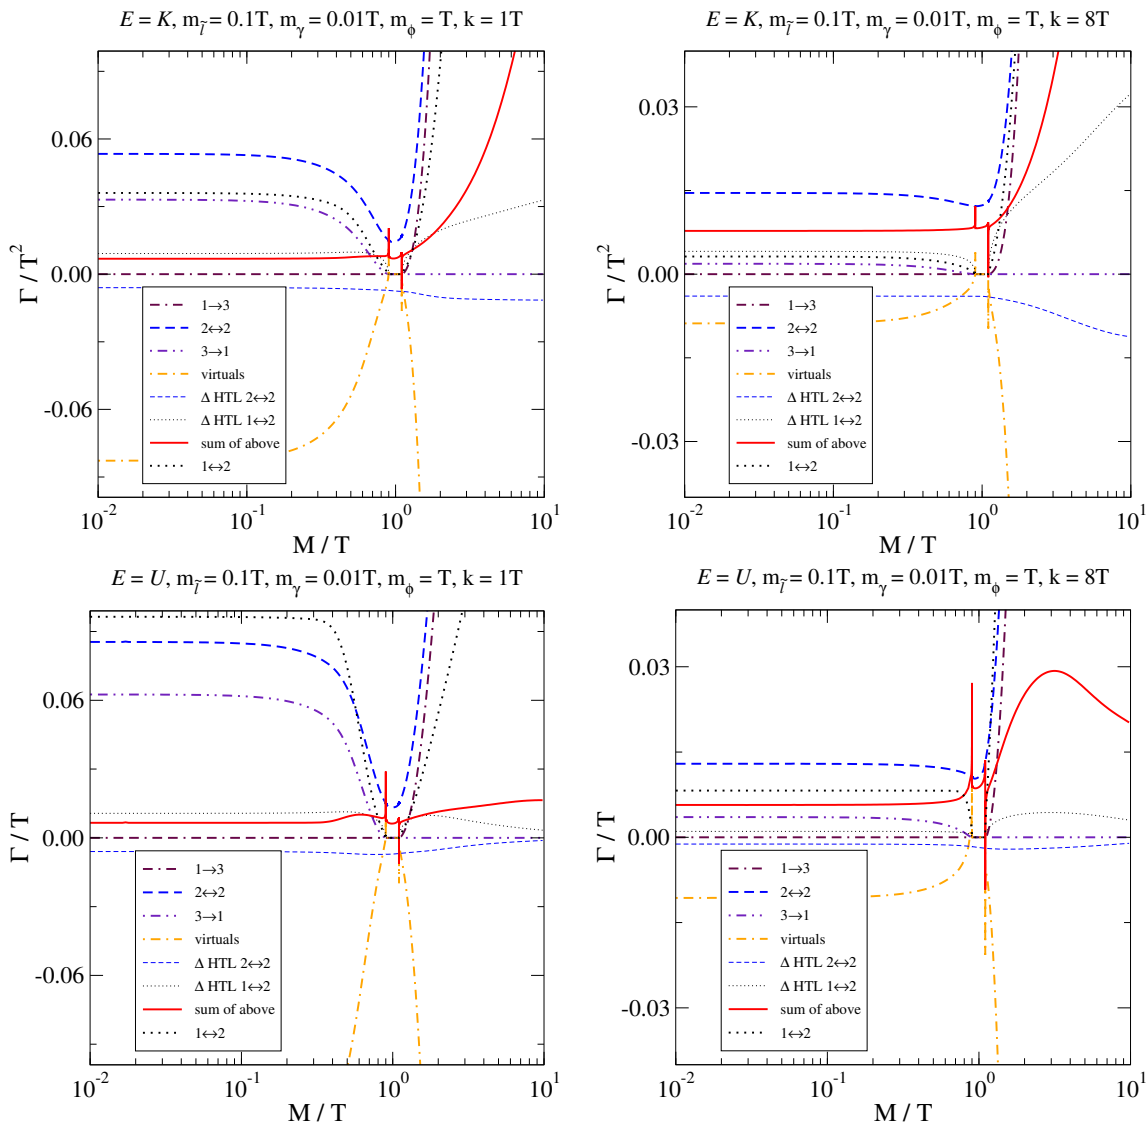 E = K, m_l̃ = 0.1T, m_γ = 0.01T, m_ϕ = T, k = 1T
0.06
0.00
-0.06
Γ / T²
1→3
2↔2
3→1
virtuals
Δ HTL 2↔2
Δ HTL 1↔2
sum of above
1↔2
10⁻² 10⁻¹ 10⁰ 10¹
M / T
E = K, m_l̃ = 0.1T, m_γ = 0.01T, m_ϕ = T, k = 8T
0.03
0.00
-0.03
Γ / T²
1→3
2↔2
3→1
virtuals
Δ HTL 2↔2
Δ HTL 1↔2
sum of above
1↔2
10⁻² 10⁻¹ 10⁰ 10¹
M / T
E = U, m_l̃ = 0.1T, m_γ = 0.01T, m_ϕ = T, k = 1T
0.06
0.00
-0.06
Γ / T
1→3
2↔2
3→1
virtuals
Δ HTL 2↔2
Δ HTL 1↔2
sum of above
1↔2
10⁻² 10⁻¹ 10⁰ 10¹
M / T
E = U, m_l̃ = 0.1T, m_γ = 0.01T, m_ϕ = T, k = 8T
0.03
0.00
-0.03
Γ / T
1→3
2↔2
3→1
virtuals
Δ HTL 2↔2
Δ HTL 1↔2
sum of above
1↔2
10⁻² 10⁻¹ 10⁰ 10¹
M / T